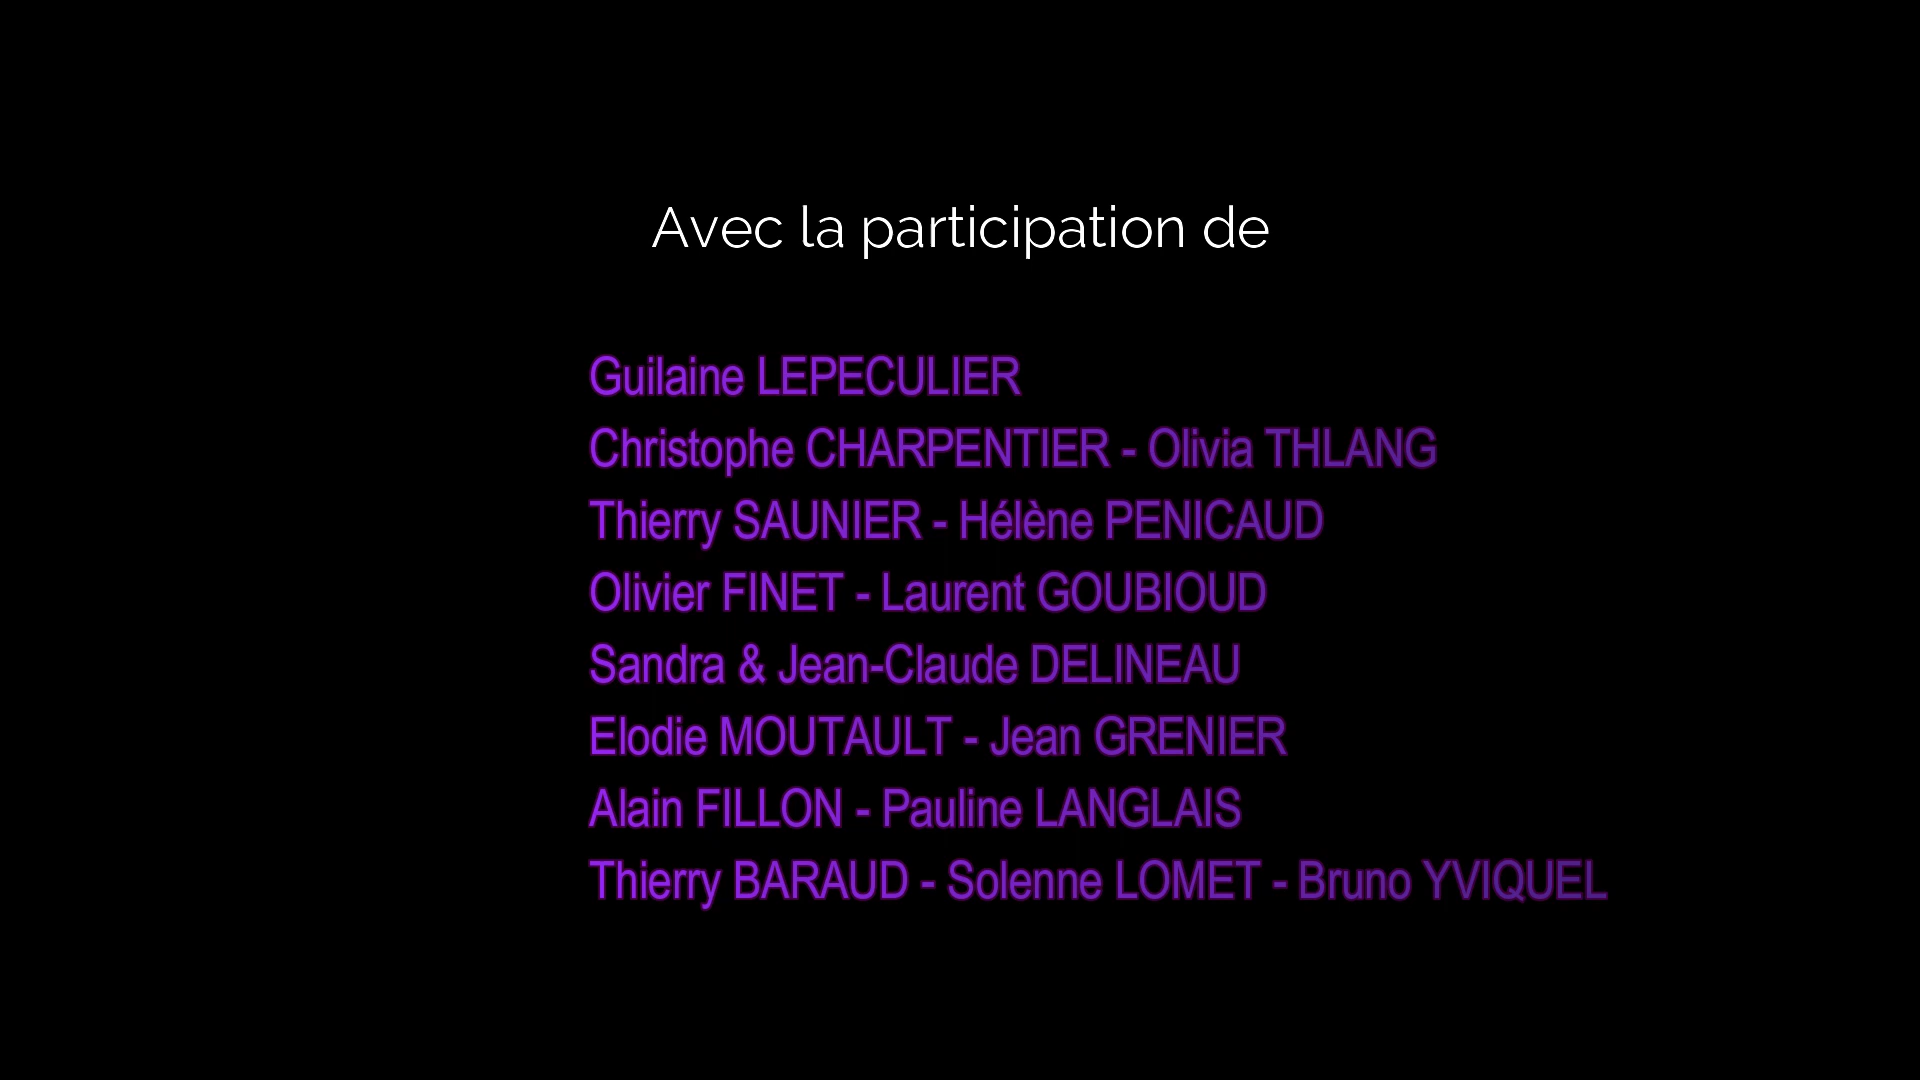 Avec la participation de
Guilaine LEPECULIER
Christophe CHARPENTIER - Olivia THLANG
Thierry SAUNIER - Hélène PENICAUD
Olivier FINET - Laurent GOUBIOUD
Sandra & Jean-Claude DELINEAU
Elodie MOUTAULT - Jean GRENIER
Alain FILLON - Pauline LANGLAIS
Thierry BARAUD - Solenne LOMET - Bruno YVIQUEL